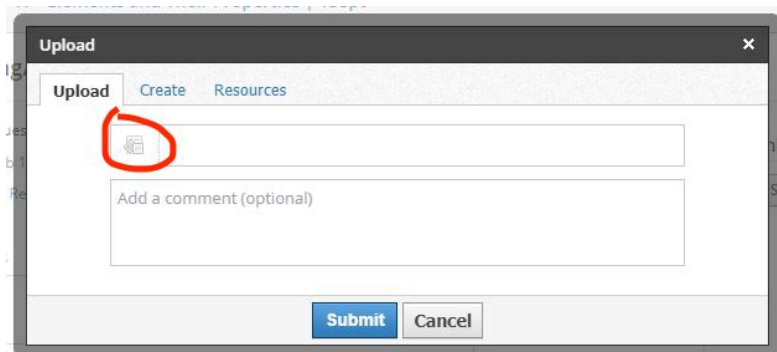 Upload ×
Upload Create Resources
Add a comment (optional)
Submit Cancel